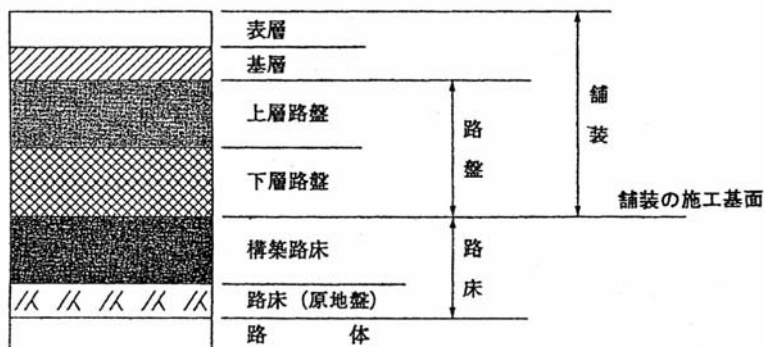 表層
基層
上層路盤
下層路盤
構築路床
路床（原地盤）
路　体
路盤
路床
舗装
舗装の施工基面